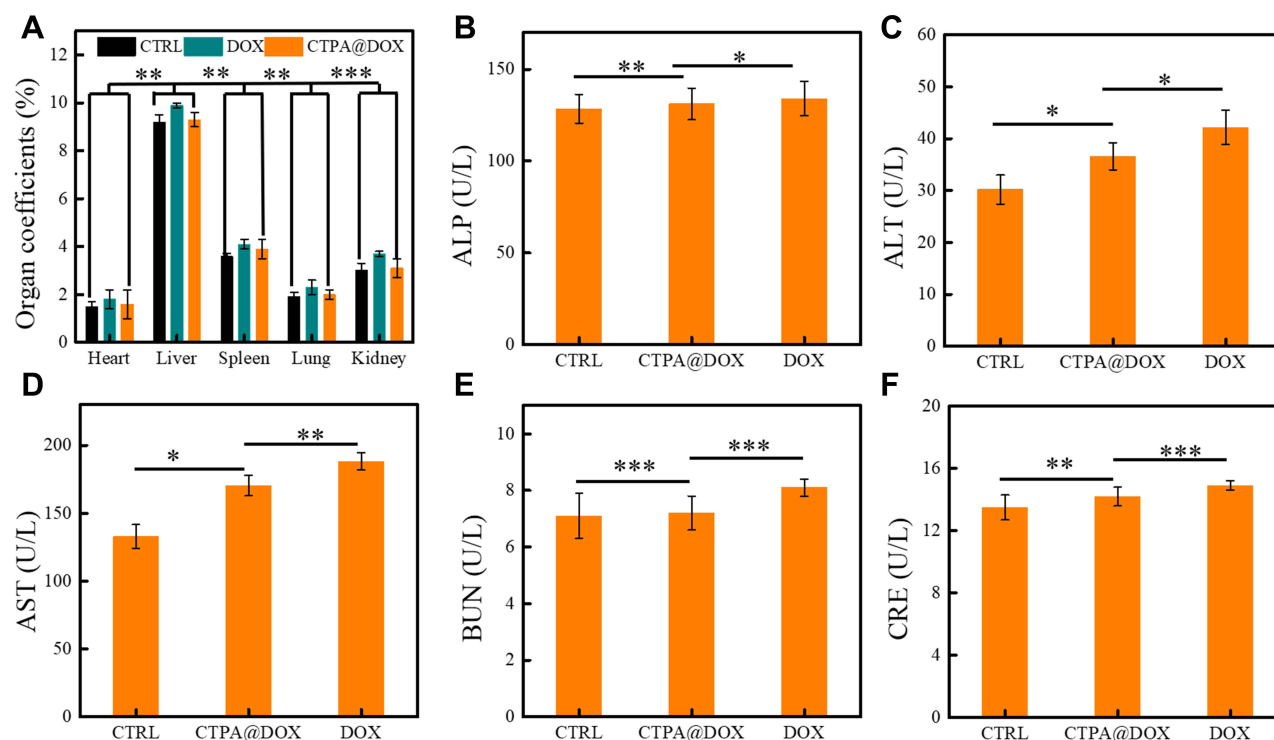 A
CTRL DOX CTPA@DOX
** ** ** ***
Organ coefficients (%)
12
10
8
6
4
2
0
Heart Liver Spleen Lung Kidney
B
** *
ALP (U/L)
150
100
50
0
CTRL CTPA@DOX DOX
C
* *
ALT (U/L)
60
50
40
30
20
10
0
CTRL CTPA@DOX DOX
D
* **
AST (U/L)
200
150
100
50
0
CTRL CTPA@DOX DOX
E
*** ***
BUN (U/L)
10
8
6
4
2
0
CTRL CTPA@DOX DOX
F
** ***
CRE (U/L)
20
16
12
8
4
0
CTRL CTPA@DOX DOX